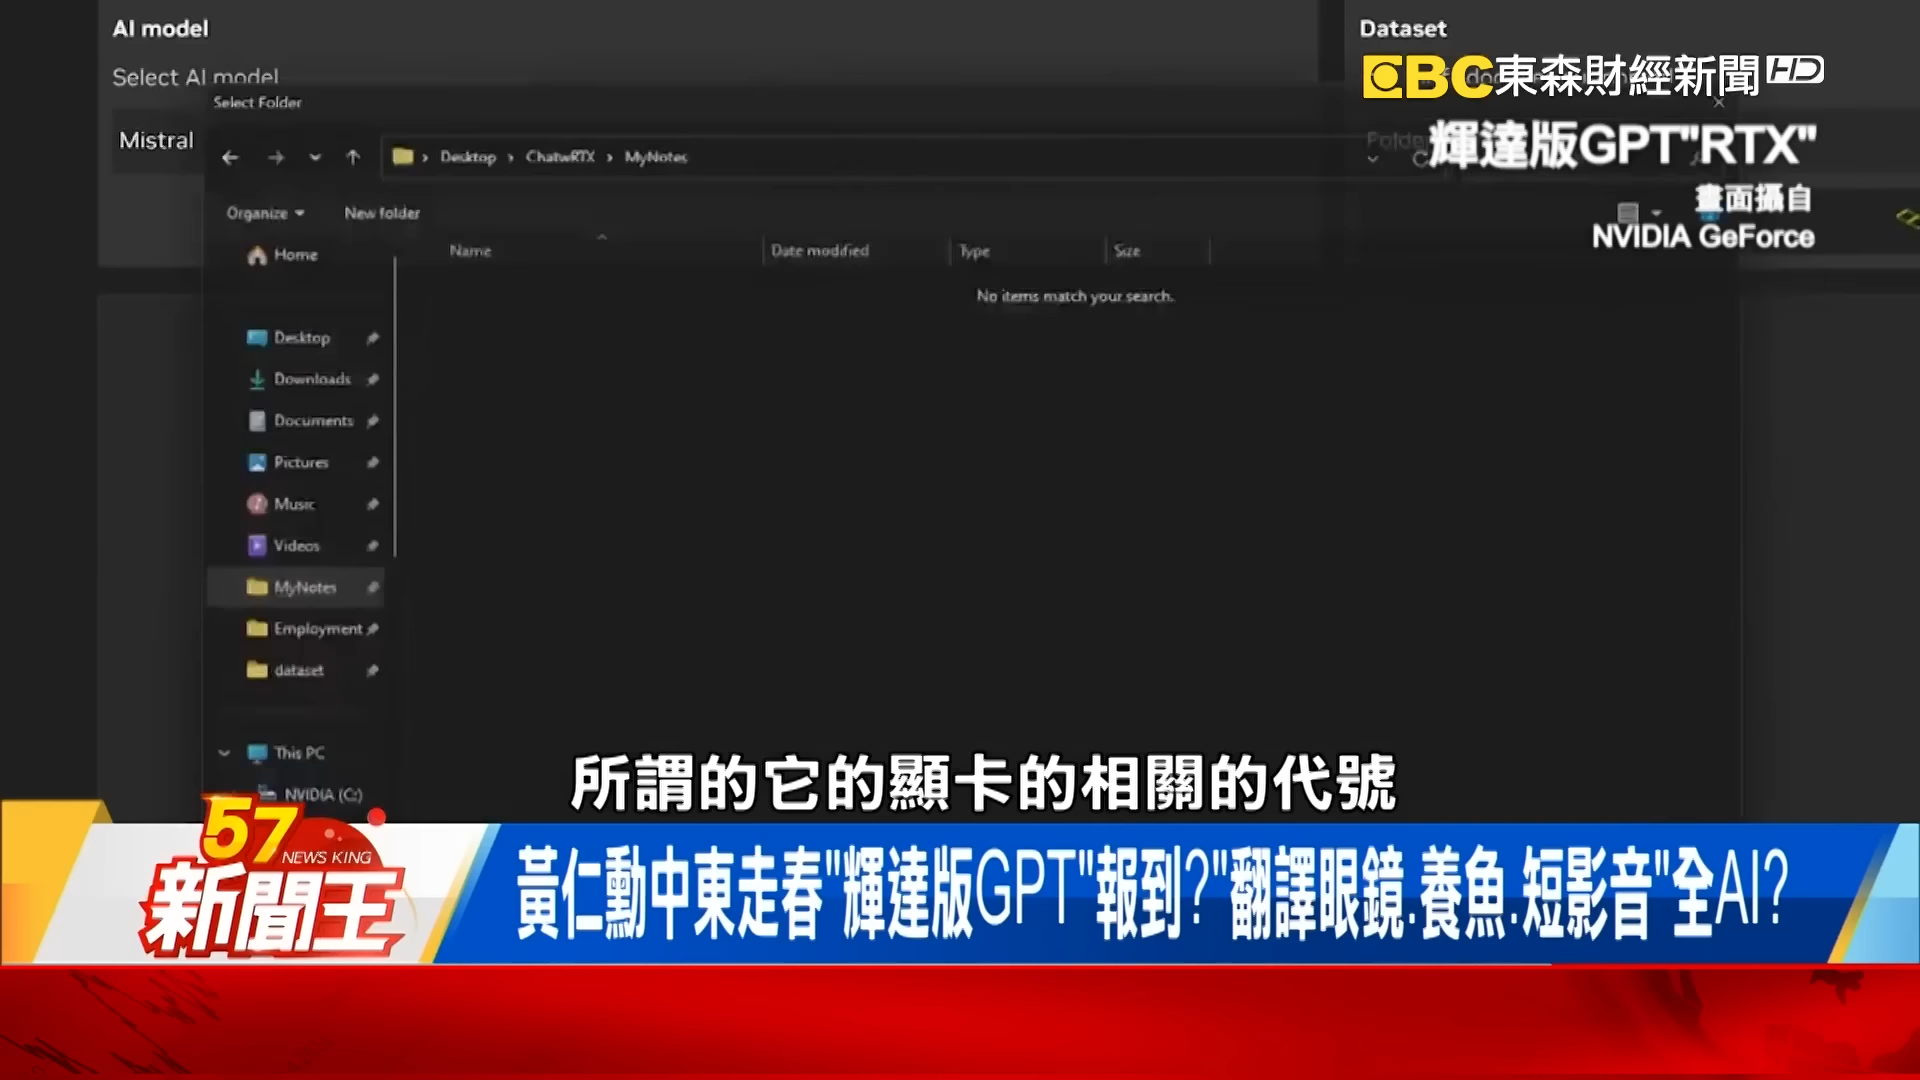 AI model
Select AI model
Mistral
Dataset
EBC東森財經新聞HD
Folder
輝達版GPT"RTX"
畫面攝自
NVIDIA GeForce
Select Folder
Desktop › ChatwRTX › MyNotes
Organize
New folder
Name
Date modified
Type
Size
No items match your search.
Home
Desktop
Downloads
Documents
Pictures
Music
Videos
MyNotes
Employment
dataset
This PC
NVIDIA (C:)
所謂的它的顯卡的相關的代號
57
NEWS KING
新聞王
黃仁勳中東走春"輝達版GPT"報到?"翻譯眼鏡.養魚.短影音"全AI?